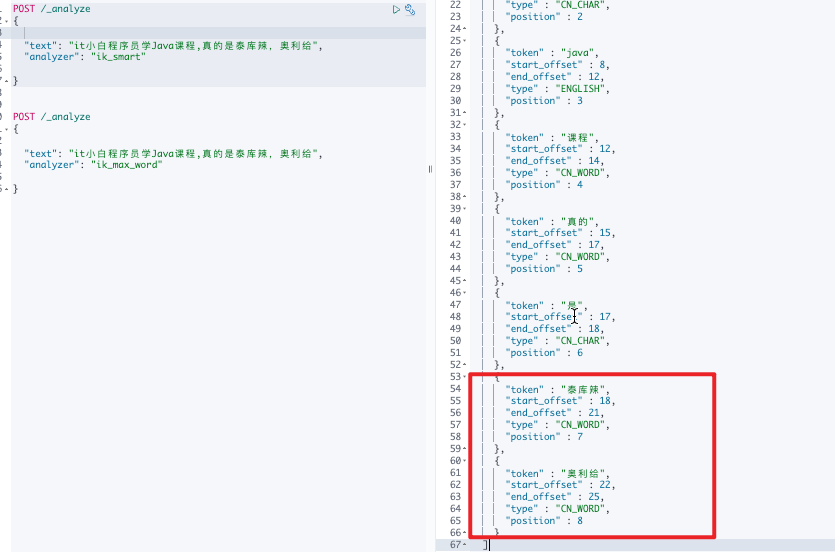 POST /_analyze
{
"text": "it小白程序员学Java课程,真的是泰库辣, 奥利给",
"analyzer": "ik_smart"
}
POST /_analyze
{
"text": "it小白程序员学Java课程,真的是泰库辣, 奥利给",
"analyzer": "ik_max_word"
}
22 "type" : "CN_CHAR",
23 "position" : 2
24 },
25 {
26 "token" : "java",
27 "start_offset" : 8,
28 "end_offset" : 12,
29 "type" : "ENGLISH",
30 "position" : 3
31 },
32 {
33 "token" : "课程",
34 "start_offset" : 12,
35 "end_offset" : 14,
36 "type" : "CN_WORD",
37 "position" : 4
38 },
39 {
40 "token" : "真的",
41 "start_offset" : 15,
42 "end_offset" : 17,
43 "type" : "CN_WORD",
44 "position" : 5
45 },
46 {
47 "token" : "是",
48 "start_offset" : 17,
49 "end_offset" : 18,
50 "type" : "CN_CHAR",
51 "position" : 6
52 },
53 {
54 "token" : "泰库辣",
55 "start_offset" : 18,
56 "end_offset" : 21,
57 "type" : "CN_WORD",
58 "position" : 7
59 },
60 {
61 "token" : "奥利给",
62 "start_offset" : 22,
63 "end_offset" : 25,
64 "type" : "CN_WORD",
65 "position" : 8
66 }
67 ]